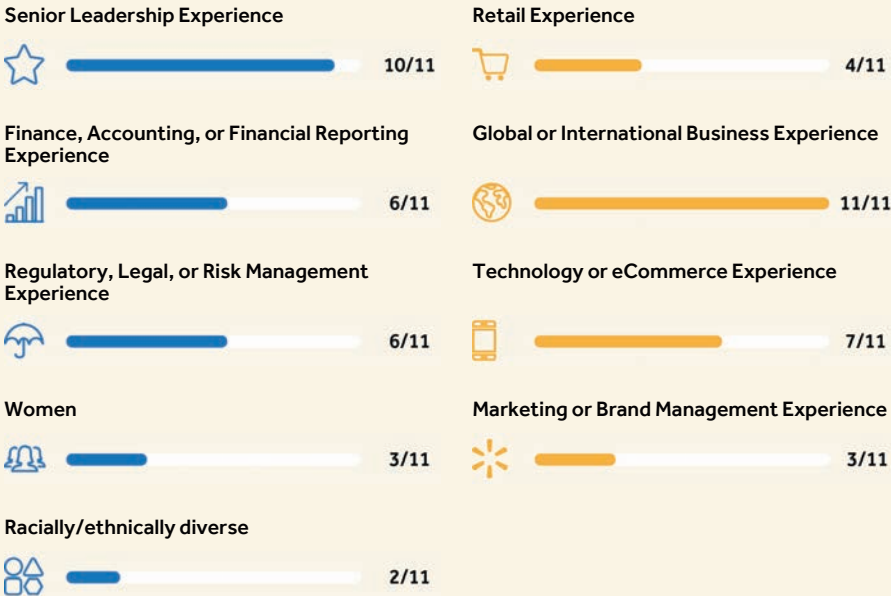 Senior Leadership Experience
10/11
Finance, Accounting, or Financial Reporting
Experience
6/11
Regulatory, Legal, or Risk Management
Experience
6/11
Women
3/11
Racially/ethnically diverse
2/11
Retail Experience
4/11
Global or International Business Experience
11/11
Technology or eCommerce Experience
7/11
Marketing or Brand Management Experience
3/11